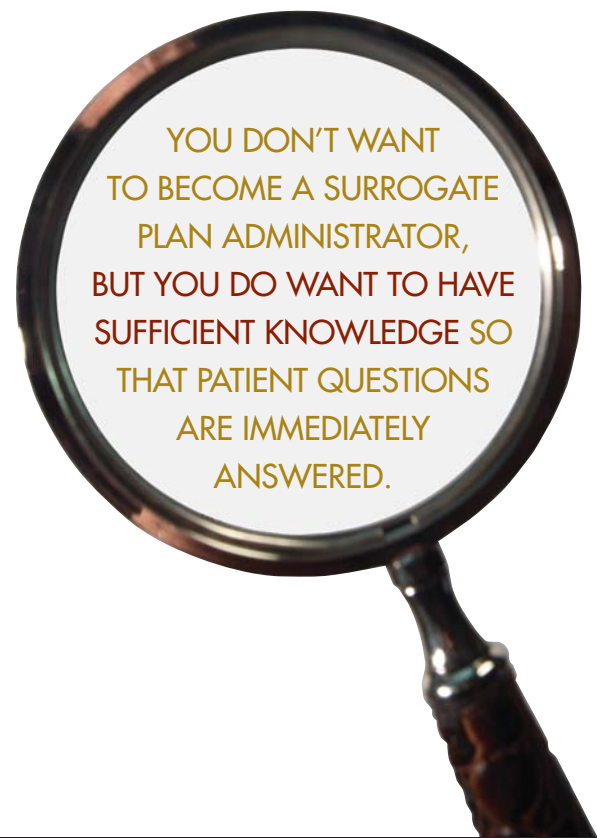 YOU DON’T WANT
TO BECOME A SURROGATE
PLAN ADMINISTRATOR,
BUT YOU DO WANT TO HAVE
SUFFICIENT KNOWLEDGE SO
THAT PATIENT QUESTIONS
ARE IMMEDIATELY
ANSWERED.